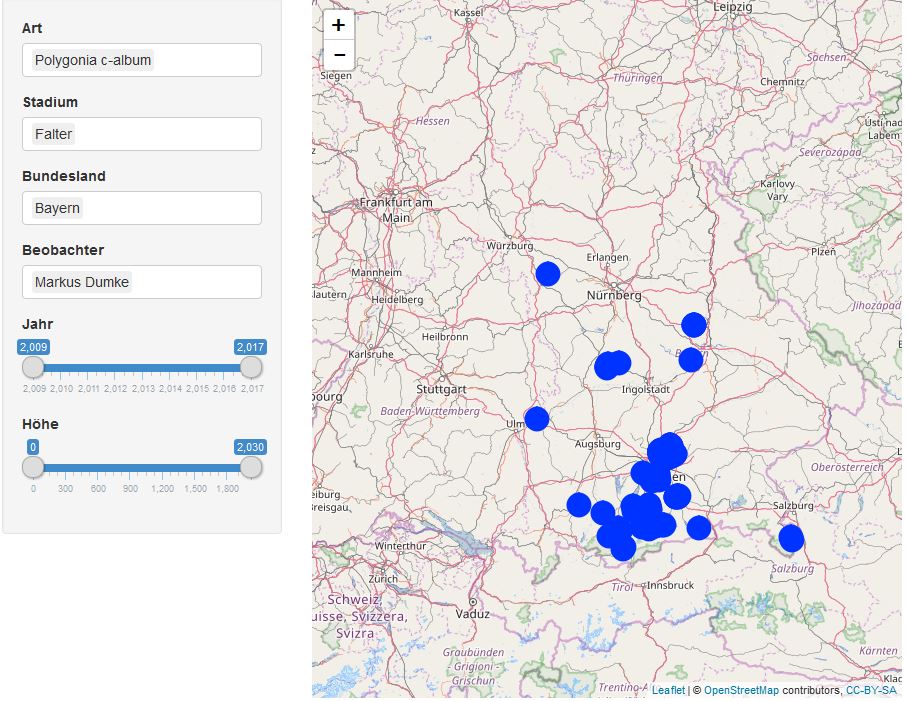 Art
Polygonia c-album
Stadium
Falter
Bundesland
Bayern
Beobachter
Markus Dumke
Jahr
2,009 2,017
2,009 2,010 2,011 2,012 2,013 2,014 2,015 2,016 2,017
Höhe
0 2,030
0 300 600 900 1,200 1,500 1,800
+
−
Leipzig
Kassel
Siegen
Sachsen
Thüringen
Chemnitz
Hessen
Ústí nad
Labem
Severozápad
Karlovy
Vary
Frankfurt am
Main
Würzburg
Plzeň
Erlangen
Mannheim
Nürnberg
Heidelberg
Jihozápad
Heilbronn
Karlsruhe
Stuttgart
Ingolstadt
Baden-Württemberg
Ulm
Augsburg
en
Oberösterreich
Salzburg
Winterthur
Salzburg
Zürich
Tirol
Innsbruck
Vaduz
Schweiz,
uisse, Svizzera,
Svizra
Graubünden
- Grigioni -
Grischun
Kärnten
Trentino-A
Leaflet | © OpenStreetMap contributors, CC-BY-SA